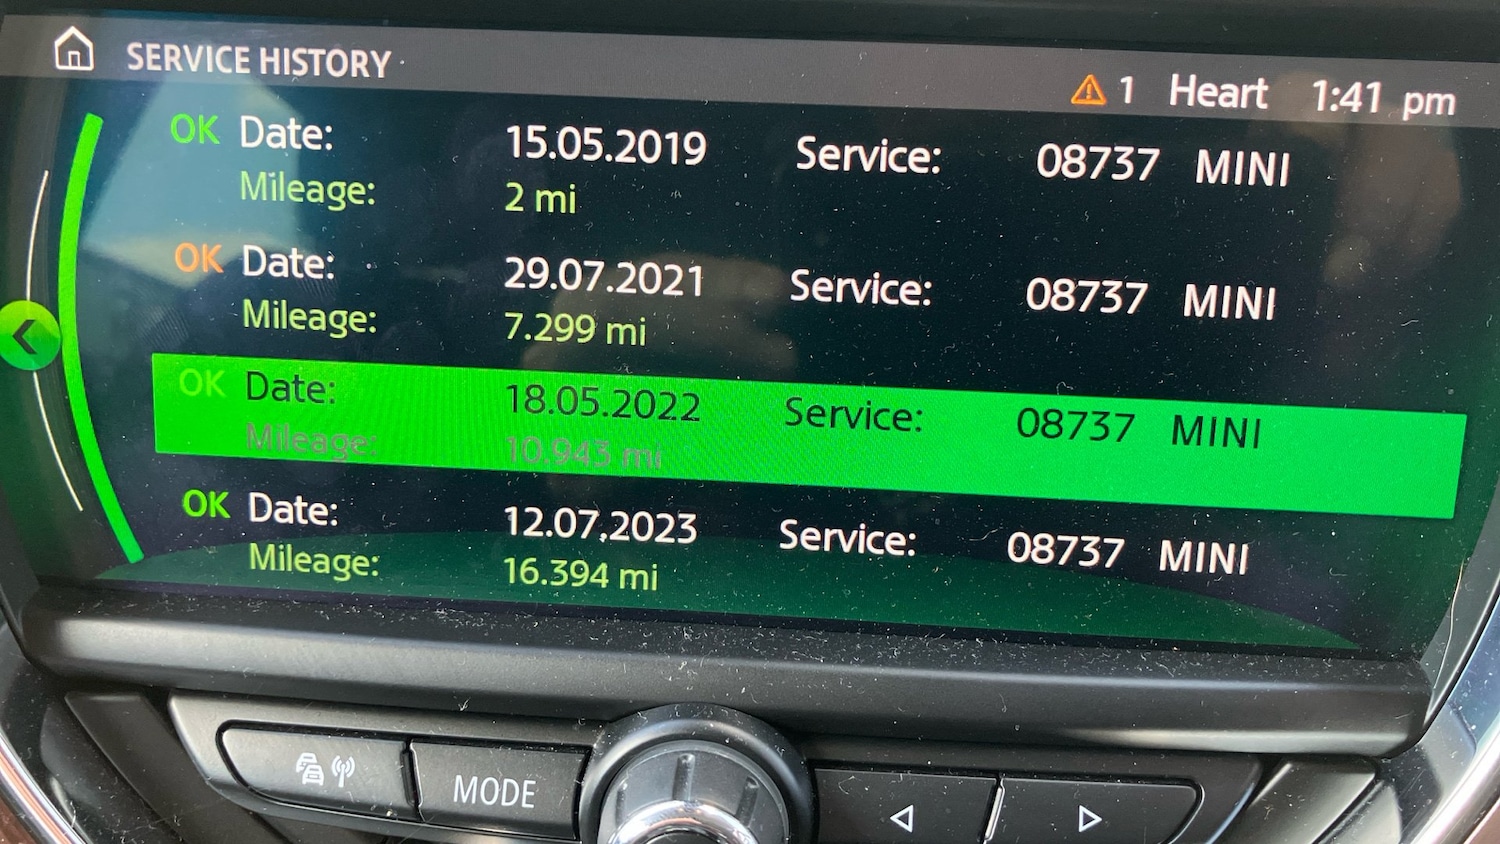 SERVICE HISTORY
1 Heart 1:41 pm
OK Date: 15.05.2019 Service: 08737 MINI
Mileage: 2 mi
OK Date: 29.07.2021 Service: 08737 MINI
Mileage: 7.299 mi
OK Date: 18.05.2022 Service: 08737 MINI
Mileage: 10.943 mi
OK Date: 12.07.2023 Service: 08737 MINI
Mileage: 16.394 mi
MODE